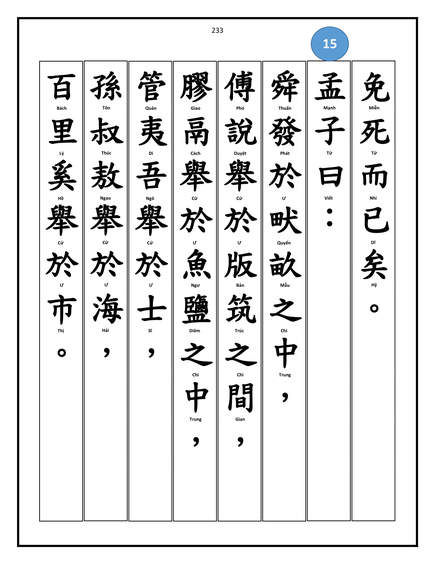 233
15
免死而已矣。
Miễn Tử Nhi Dĩ Hỹ
孟子曰：
Mạnh Tử Viết
舜發於畎畝之中，
Thuấn Phát Ư Quyến Mẫu Chi Trung
傅說舉於版筑之間，
Phó Duyệt Cử Ư Bản Trúc Chi Gian
膠鬲舉於魚鹽之中，
Giao Cách Cử Ư Ngư Diêm Chi Trung
管夷吾舉於士，
Quản Di Ngô Cử Ư Sĩ
孫叔敖舉於海，
Tôn Thúc Ngao Cử Ư Hải
百里奚舉於市。
Bách Lý Hề Cử Ư Thị